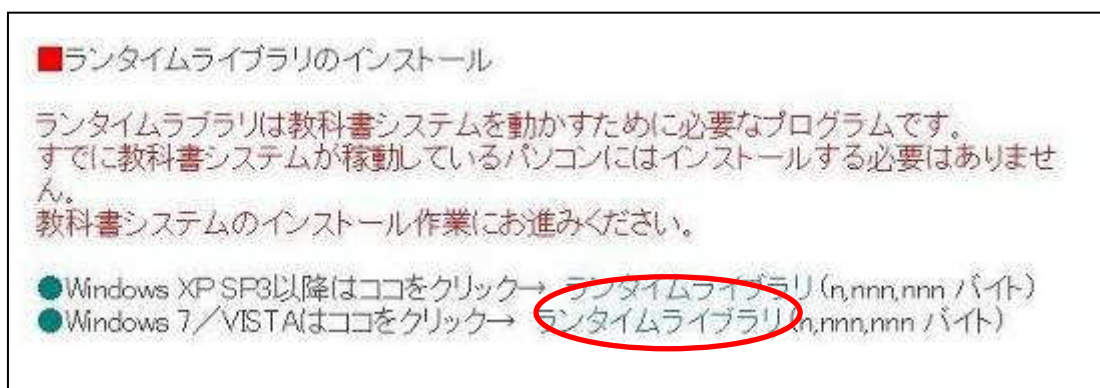 ■ランタイムライブラリのインストール
ランタイムラブラリは教科書システムを動かすために必要なプログラムです。
すでに教科書システムが稼動しているパソコンにはインストールする必要はありませ
ん。
教科書システムのインストール作業にお進みください。
●Windows XP SP3以降はココをクリック→ ランタイムライブラリ(n,nnn,nnn バイト)
●Windows 7／VISTAはココをクリック→ ランタイムライブラリ(n,nnn,nnn バイト)